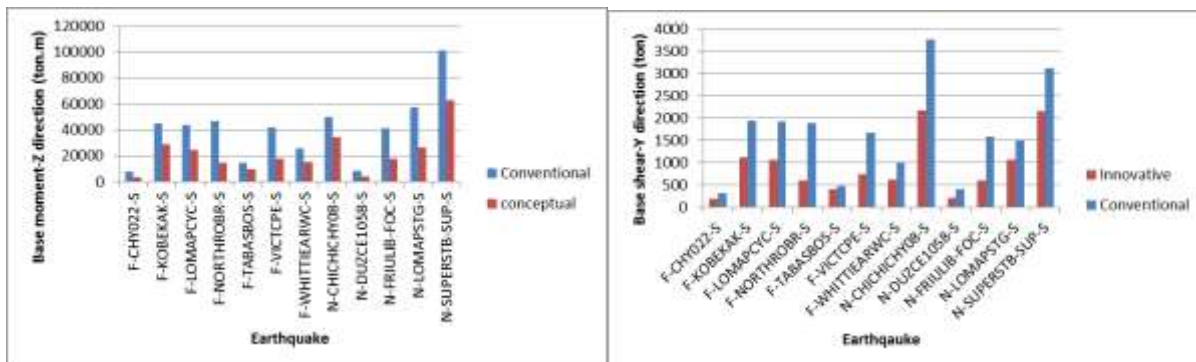 120000
100000
80000
60000
40000
20000
0
Base moment-Z direction (ton.m)
F-CHY022-S
F-KOBEKAK-S
F-LOMAPCYC-S
F-NORTHROBR-S
F-TABASBOS-S
F-VICTCPE-S
F-WHITTIEARWC-S
N-CHICHICHY08-S
N-DUZCE1058-S
N-FRIULIB-FOC-S
N-LOMAPSTG-S
N-SUPERSTB-SUP-S
Earthquake
Conventional
conceptual
4000
3500
3000
2500
2000
1500
1000
500
0
Base shear-Y direction (ton)
F-CHY022-S
F-KOBEKAK-S
F-LOMAPCYC-S
F-NORTHROBR-S
F-TABASBOS-S
F-VICTCPE-S
F-WHITTIEARWC-S
N-CHICHICHY08-S
N-DUZCE1058-S
N-FRIULIB-FOC-S
N-LOMAPSTG-S
N-SUPERSTB-SUP-S
Earthqauke
Innovative
Conventional